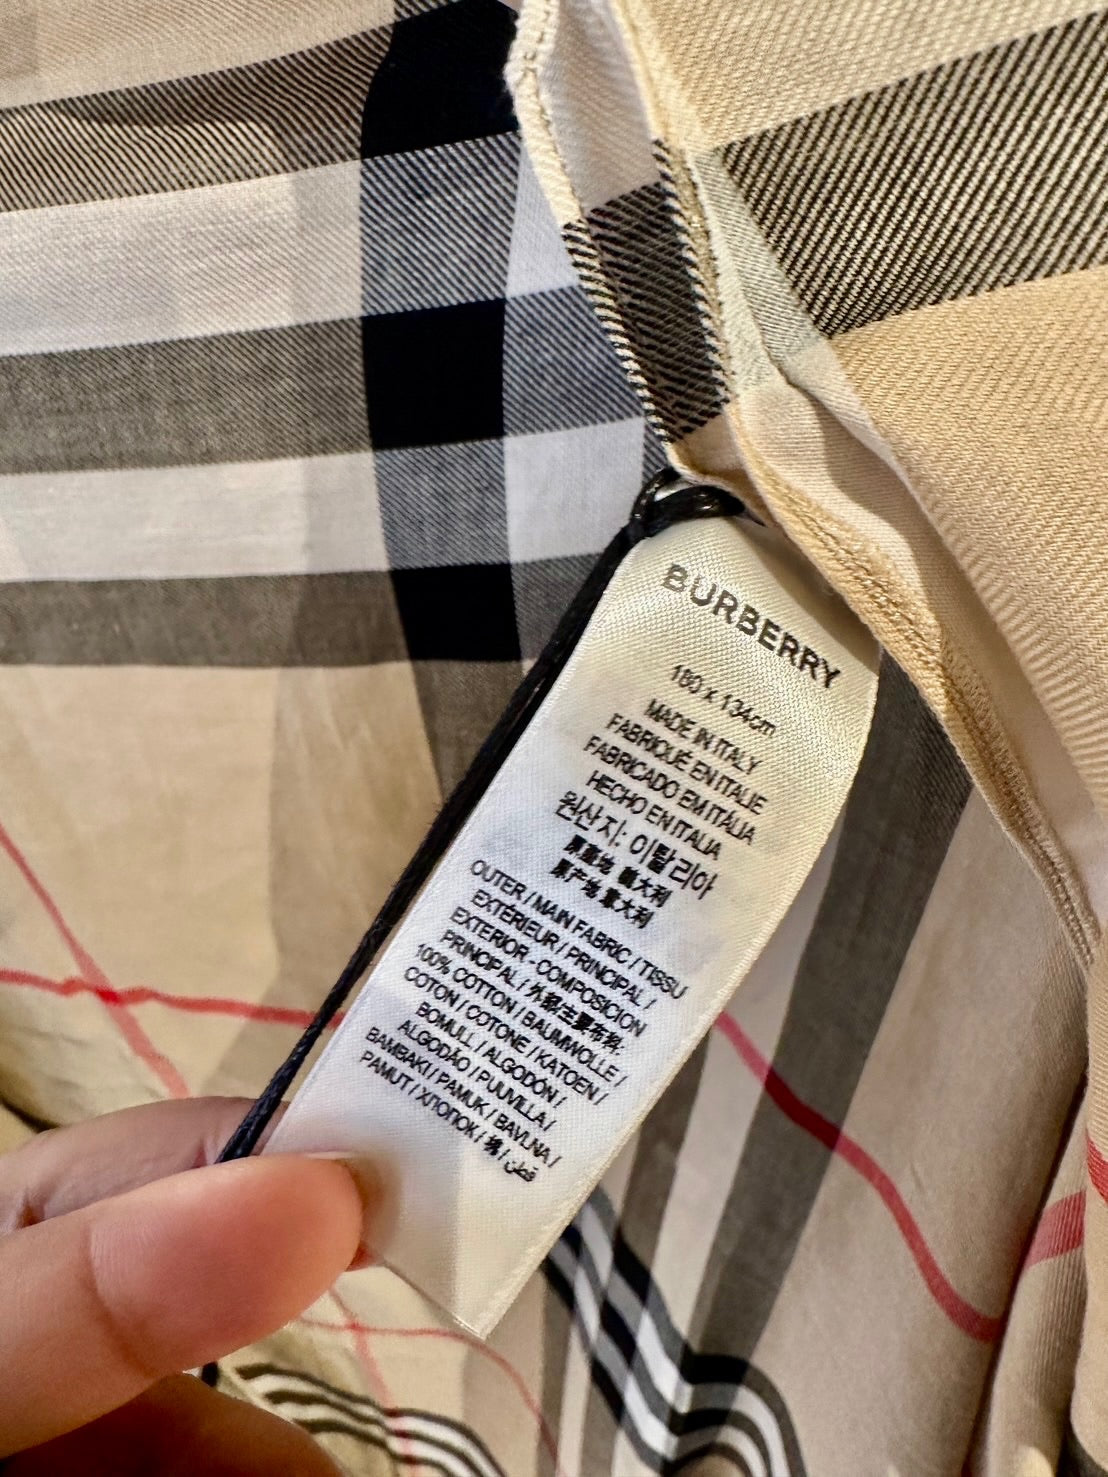 BURBERRY
180 x 134cm
MADE IN ITALY
FABRIQUÉ EN ITALIE
FABRICADO EM ITÁLIA
HECHO EN ITALIA
원산지: 이탈리아
原產地 義大利
原产地 意大利
OUTER / MAIN FABRIC / TISSU
EXTÉRIEUR / PRINCIPAL /
EXTERIOR - COMPOSICION
PRINCIPAL / 外部主要布料:
100% COTTON / BAUMWOLLE /
COTON / COTONE / KATOEN /
BOMULL / ALGODÓN /
ALGODÃO / PUUVILLA /
BAMBAKI / PAMUK / BAVLNA /
PAMUT / ХЛОПОК / 棉 / قطن